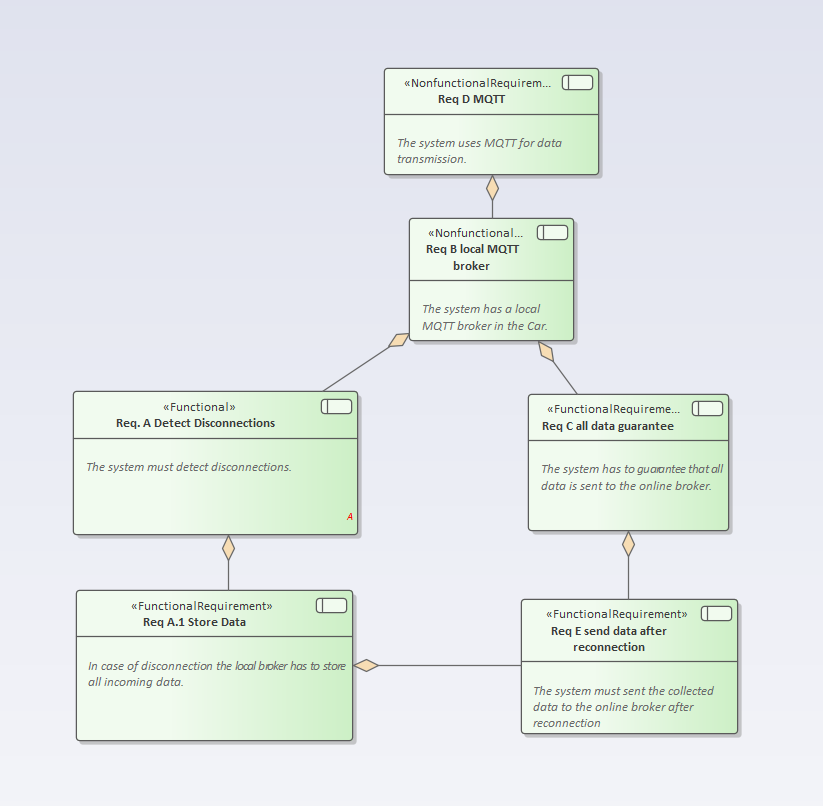 «NonfunctionalRequirem...
Req D MQTT
The system uses MQTT for data
transmission.
«Nonfunctional...
Req B local MQTT
broker
The system has a local
MQTT broker in the Car.
«Functional»
Req. A Detect Disconnections
The system must detect disconnections.
A
«FunctionalRequireme...
Req C all data guarantee
The system has to guarantee that all
data is sent to the online broker.
«FunctionalRequirement»
Req A.1 Store Data
In case of disconnection the local broker has to store
all incoming data.
«FunctionalRequirement»
Req E send data after
reconnection
The system must sent the collected
data to the online broker after
reconnection